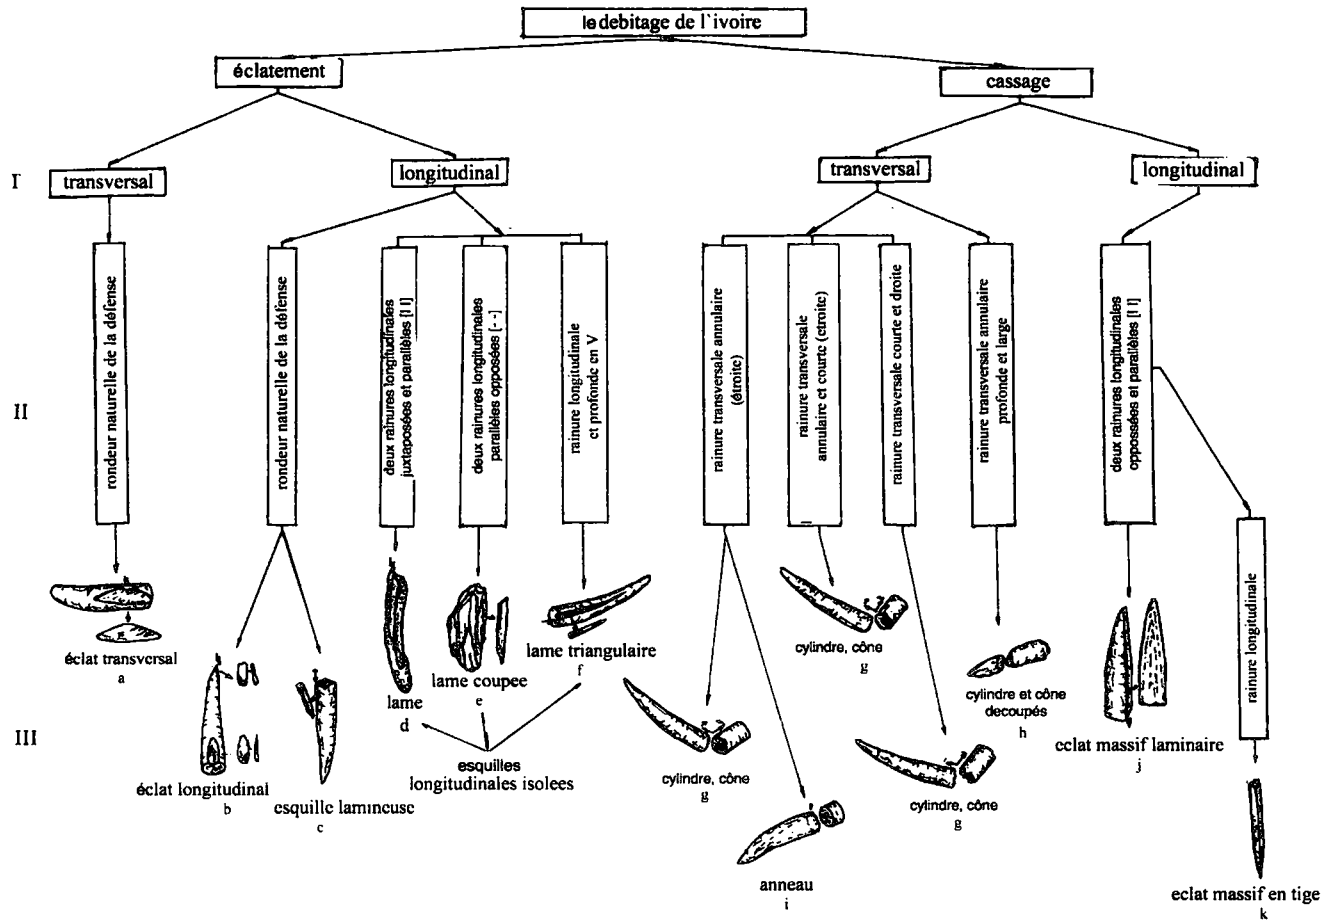 le debitage de l'ivoire
éclatement
cassage
I
transversal
longitudinal
transversal
longitudinal
II
rondeur naturelle de la défense
rondeur naturelle de la défense
deux rainures longitudinales
juxtaposées et parallèles [I I]
deux rainures longitudinales
parallèles opposées [- -]
rainure longitudinale
et profonde en V
rainure transversale annulaire
(étroite)
rainure transversale
annulaire et courte (etroite)
rainure transversale courte et droite
rainure transversale annulaire
profonde et large
deux rainures longitudinales
oppossées et parallèles [I I]
rainure longitudinale
III
éclat transversal
a
éclat longitudinal
b
esquille lamineuse
c
lame
d
lame coupee
e
lame triangulaire
f
esquilles
longitudinales isolees
cylindre, cône
g
cylindre, cône
g
cylindre, cône
g
cylindre et cône
decoupés
h
anneau
i
eclat massif laminaire
j
eclat massif en tige
k